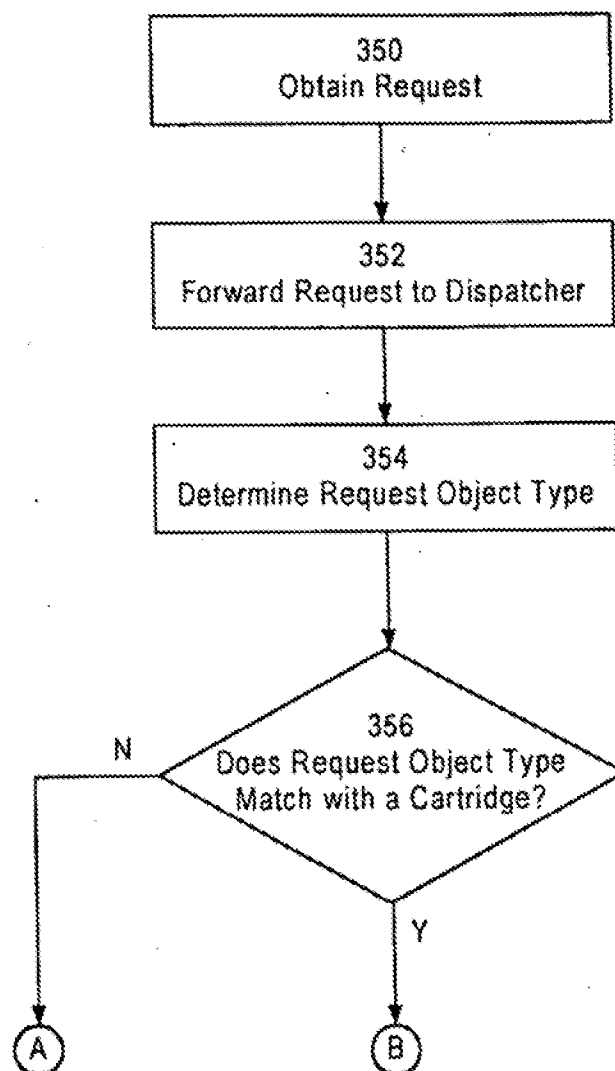 350
Obtain Request
352
Forward Request to Dispatcher
354
Determine Request Object Type
356
Does Request Object Type
Match with a Cartridge?
N
Y
A
B